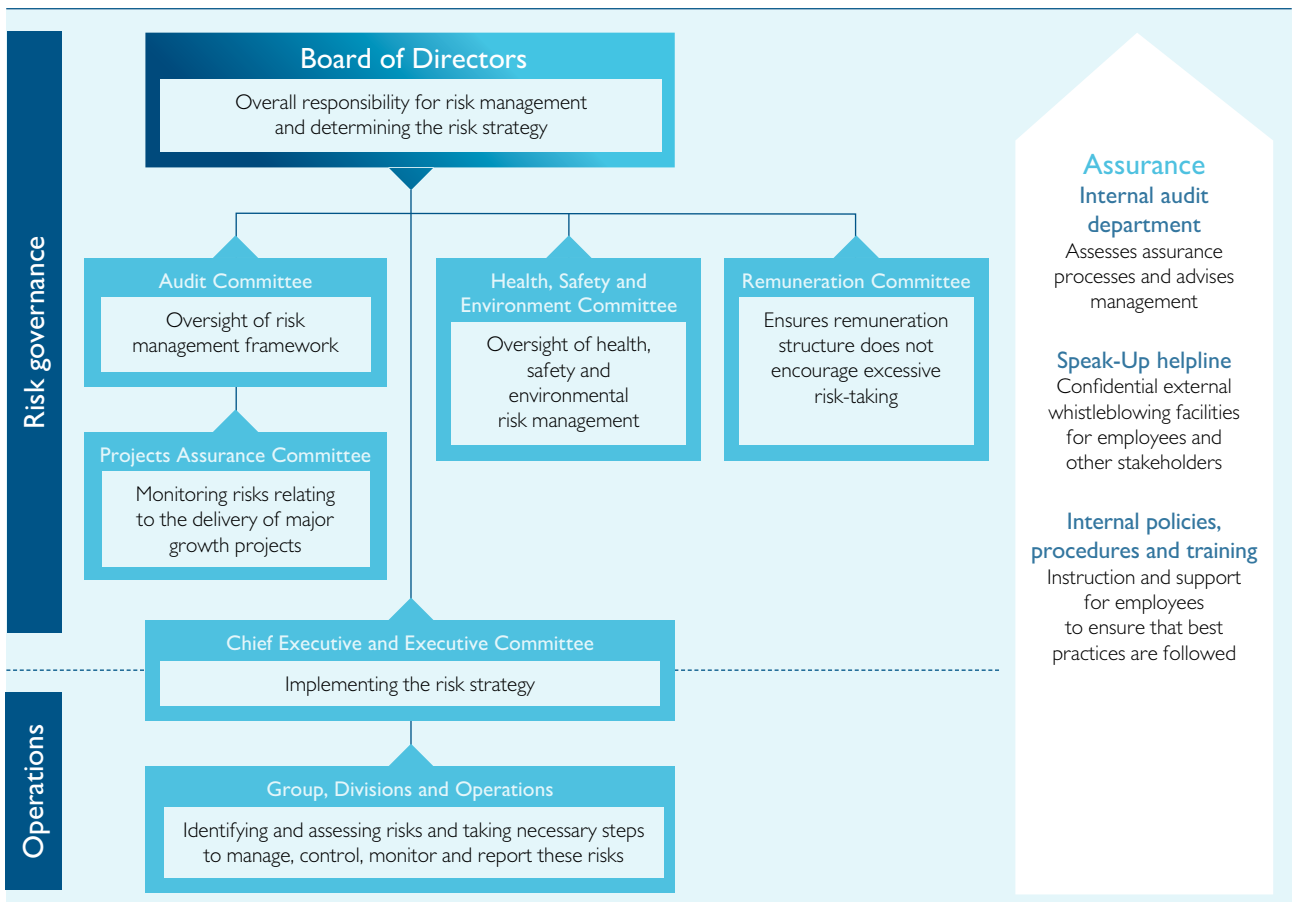 Risk governance
Board of Directors
Overall responsibility for risk management
and determining the risk strategy
Audit Committee
Oversight of risk
management framework
Projects Assurance Committee
Monitoring risks relating
to the delivery of major
growth projects
Health, Safety and
Environment Committee
Oversight of health,
safety and
environmental
risk management
Remuneration Committee
Ensures remuneration
structure does not
encourage excessive
risk-taking
Chief Executive and Executive Committee
Implementing the risk strategy
Operations
Group, Divisions and Operations
Identifying and assessing risks and taking necessary steps
to manage, control, monitor and report these risks
Assurance
Internal audit
department
Assesses assurance
processes and advises
management
Speak-Up helpline
Confidential external
whistleblowing facilities
for employees and
other stakeholders
Internal policies,
procedures and training
Instruction and support
for employees
to ensure that best
practices are followed